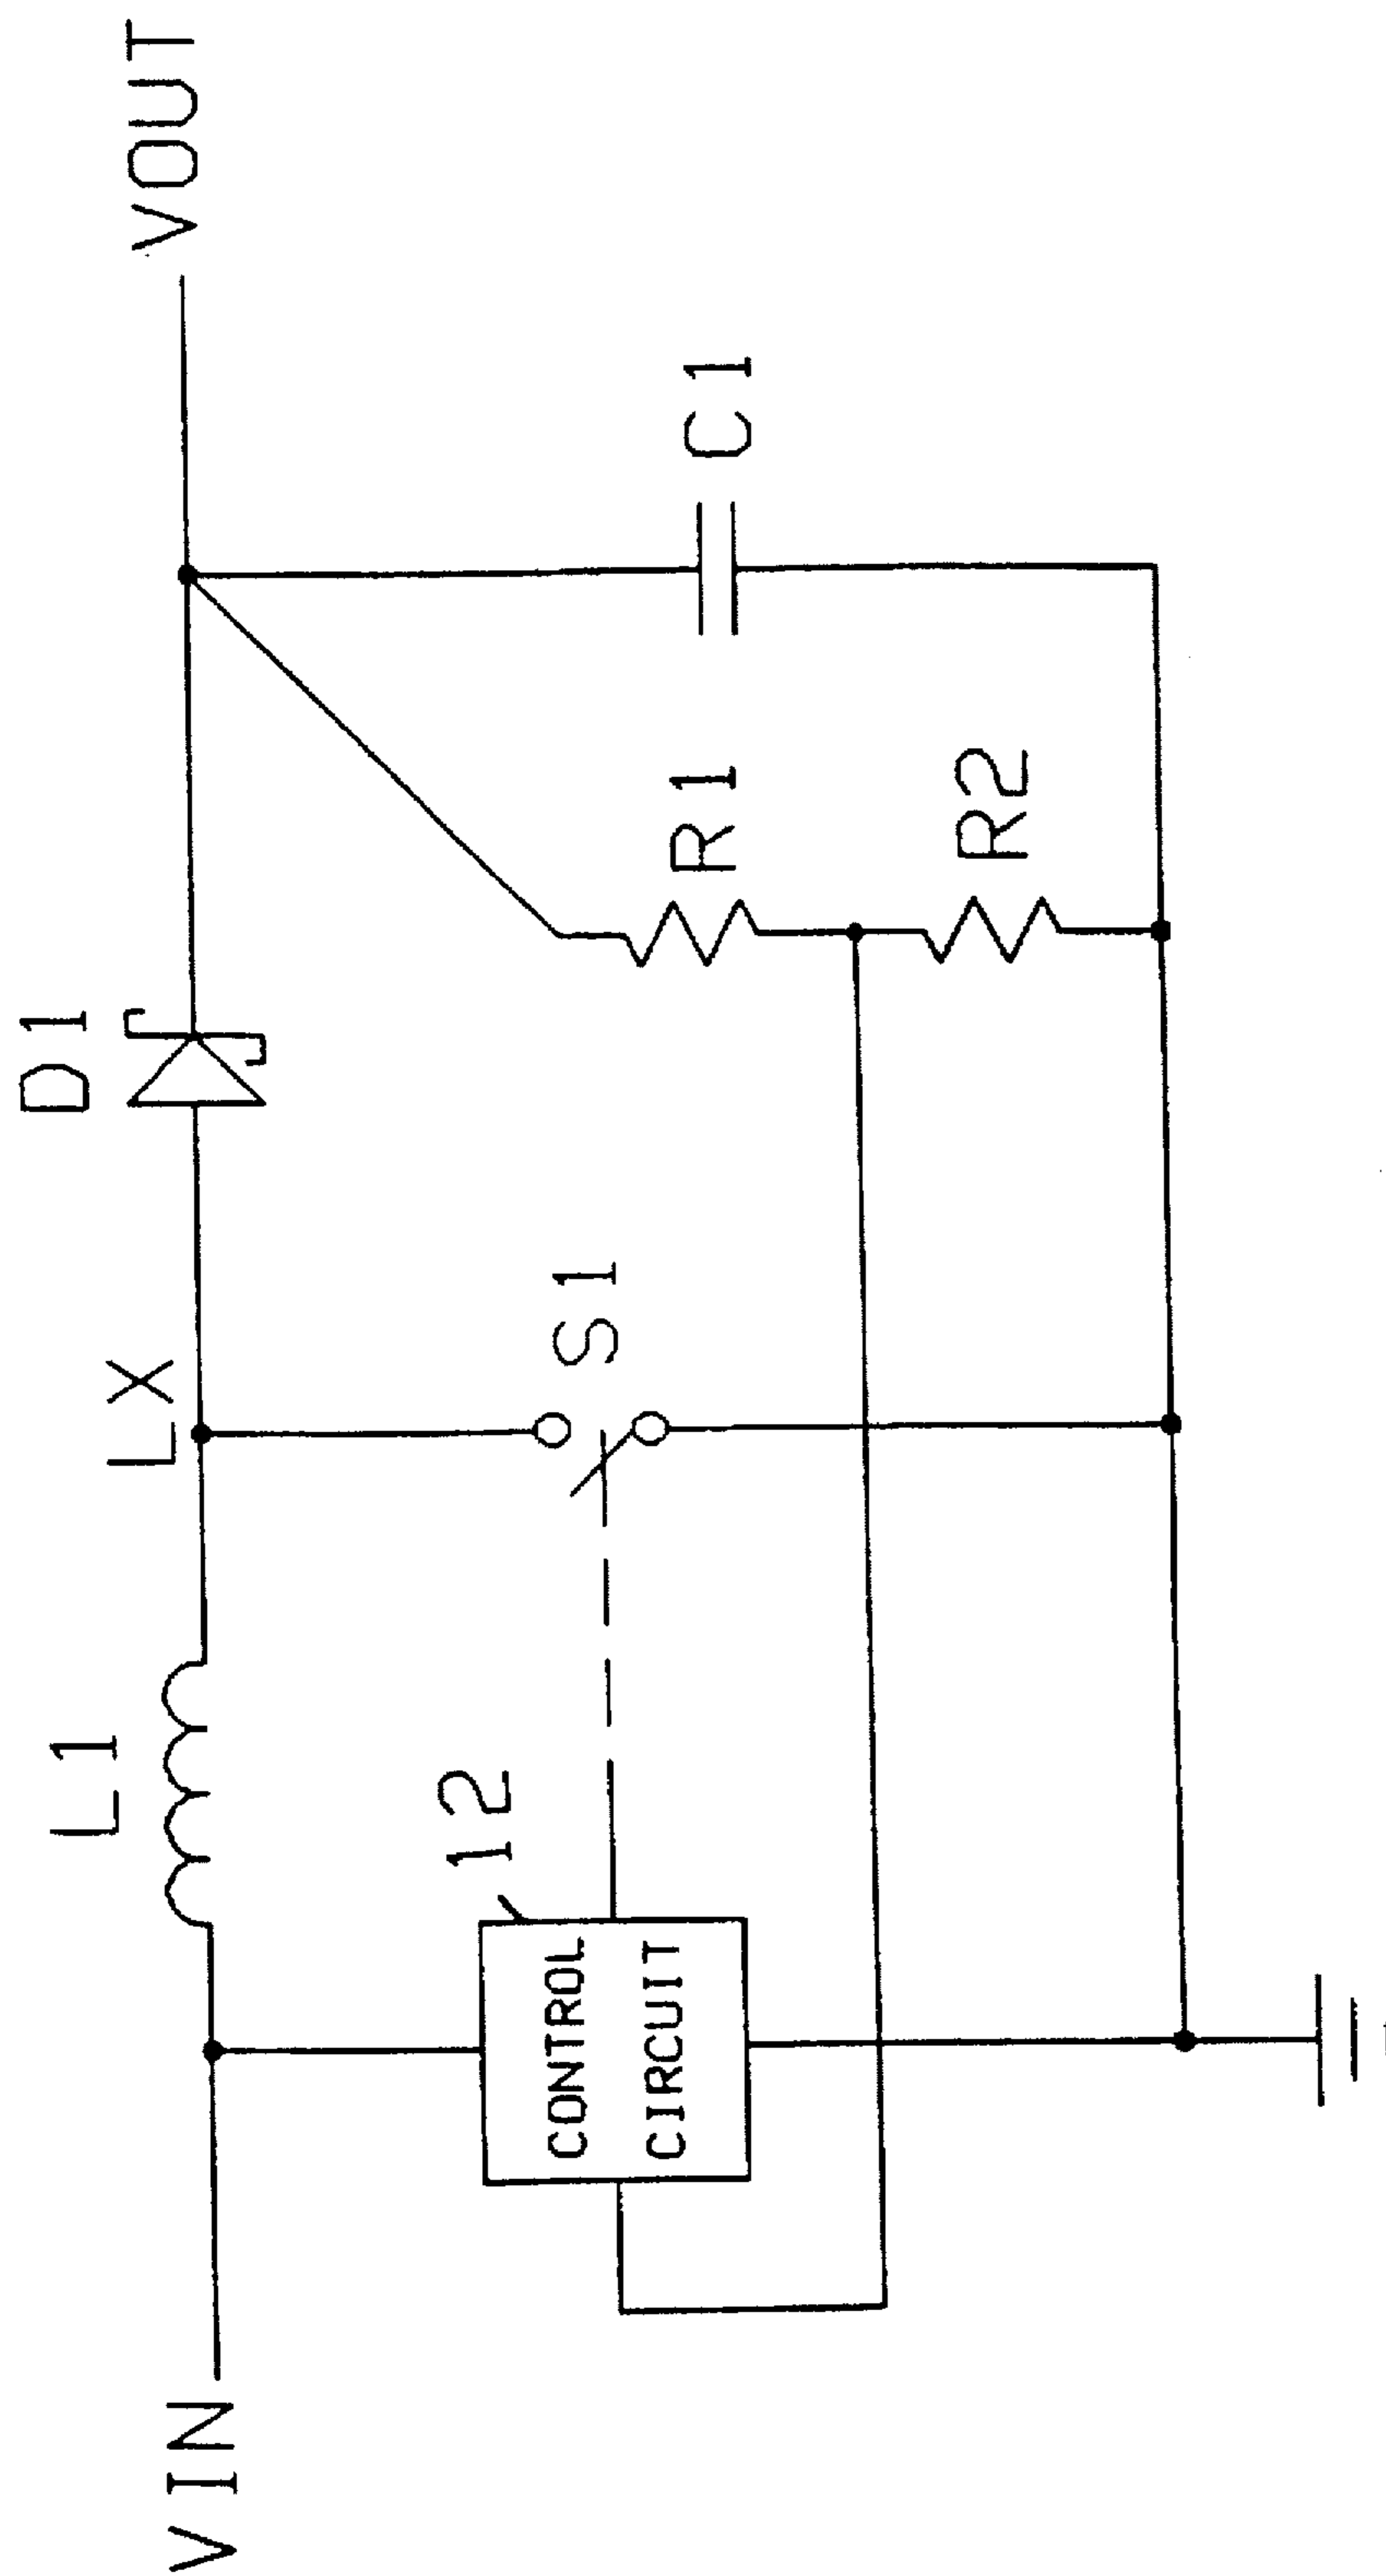 L1
LX
D1
VIN
VOUT
12
CONTROL
CIRCUIT
S1
R1
C1
R2